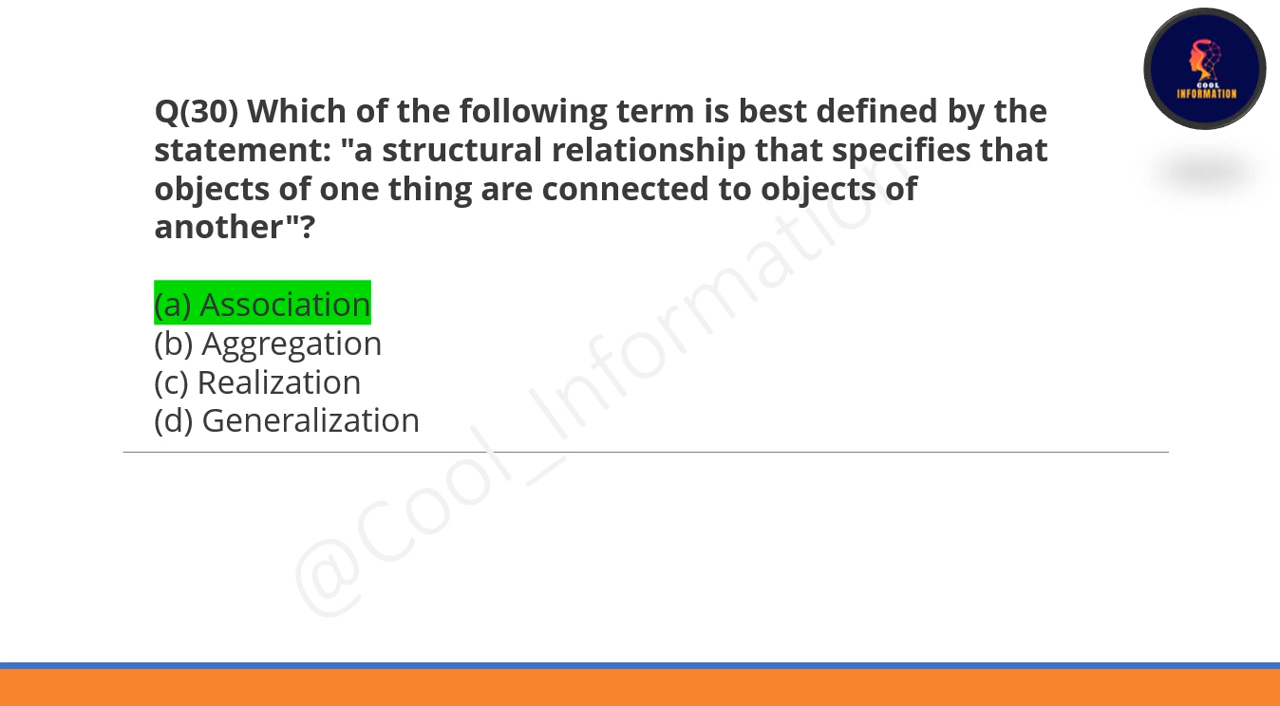 COOL
INFORMATION
Q(30) Which of the following term is best defined by the
statement: "a structural relationship that specifies that
objects of one thing are connected to objects of
another"?
(a) Association
(b) Aggregation
(c) Realization
(d) Generalization
@Cool_Information